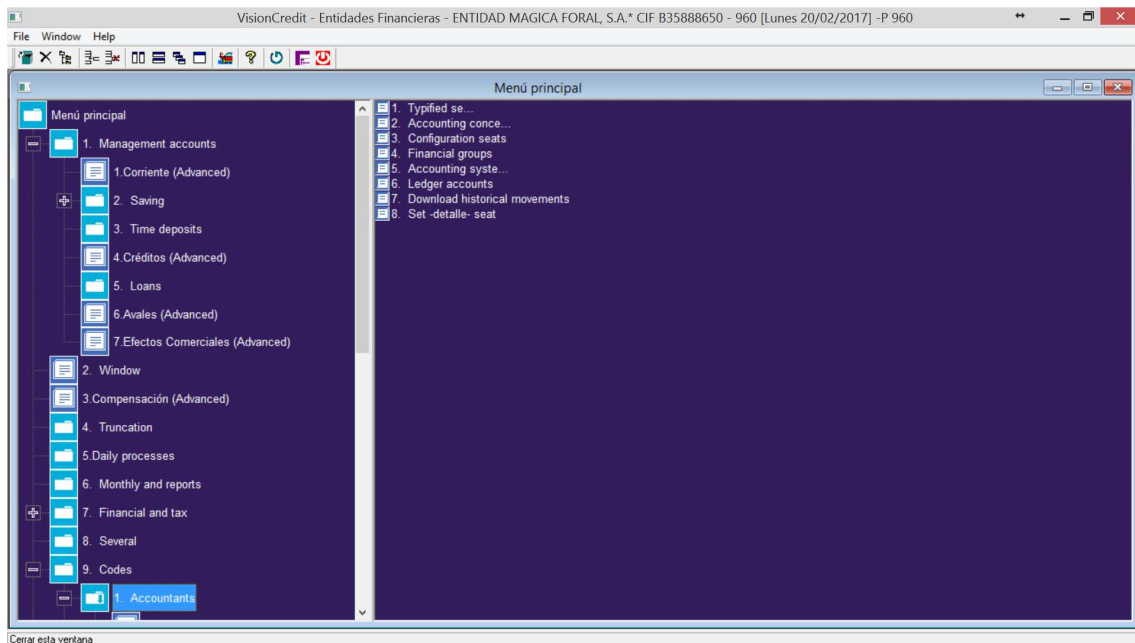 VisionCredit - Entidades Financieras - ENTIDAD MAGICA FORAL, S.A.* CIF B35888650 - 960 [Lunes 20/02/2017] -P 960
File Window Help
Menú principal
Menú principal
1. Management accounts
1.Corriente (Advanced)
2. Saving
3. Time deposits
4.Créditos (Advanced)
5. Loans
6.Avales (Advanced)
7.Efectos Comerciales (Advanced)
2. Window
3.Compensación (Advanced)
4. Truncation
5.Daily processes
6. Monthly and reports
7. Financial and tax
8. Several
9. Codes
1. Accountants
1. Typified se...
2. Accounting conce...
3. Configuration seats
4. Financial groups
5. Accounting syste...
6. Ledger accounts
7. Download historical movements
8. Set -detalle- seat
Cerrar esta ventana